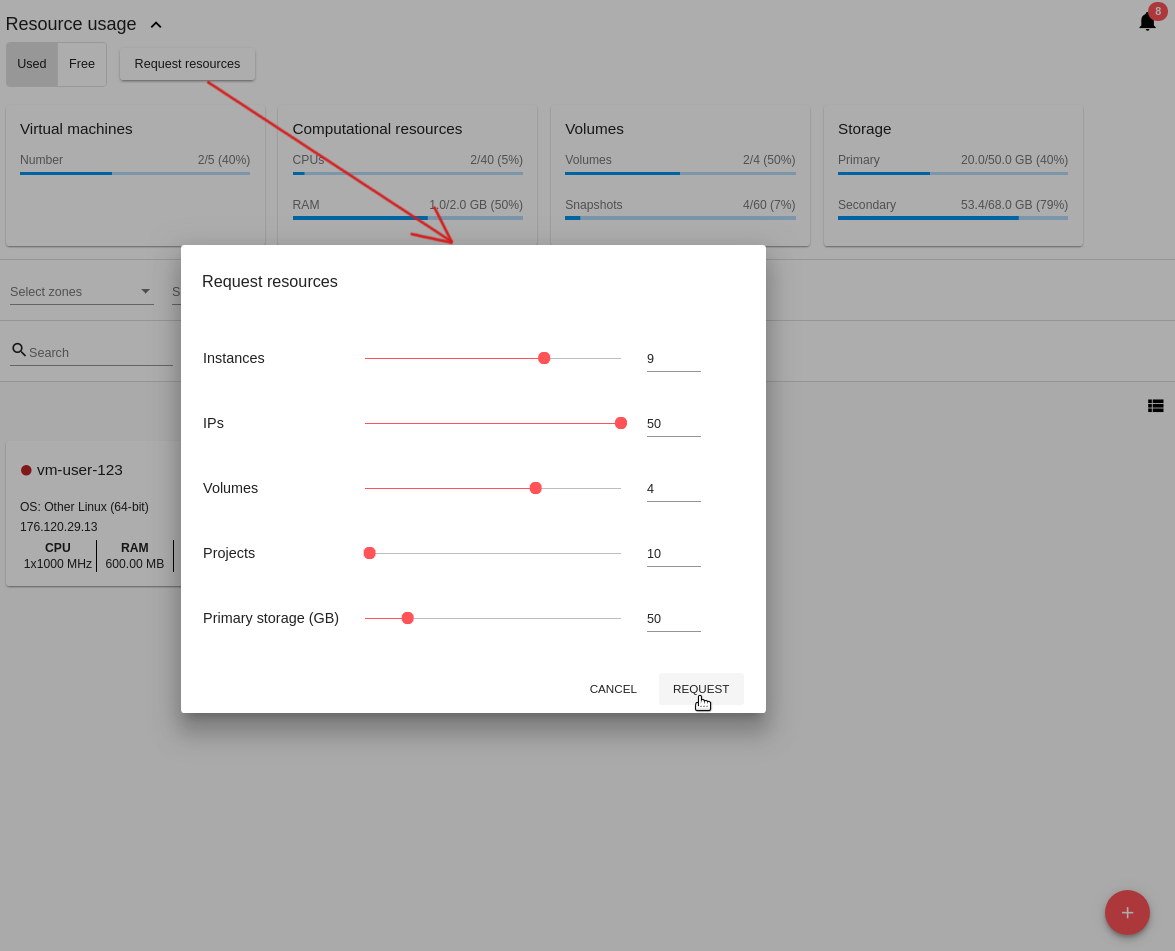 Resource usage
8
Used Free Request resources
Virtual machines Computational resources Volumes Storage
Number 2/5 (40%) CPUs 2/40 (5%) Volumes 2/4 (50%) Primary 20.0/50.0 GB (40%)
RAM 1.0/2.0 GB (50%) Snapshots 4/60 (7%) Secondary 53.4/68.0 GB (79%)
Select zones S
Search
vm-user-123
OS: Other Linux (64-bit)
176.120.29.13
CPU RAM
1x1000 MHz 600.00 MB
Request resources
Instances 9
IPs 50
Volumes 4
Projects 10
Primary storage (GB) 50
CANCEL REQUEST
+